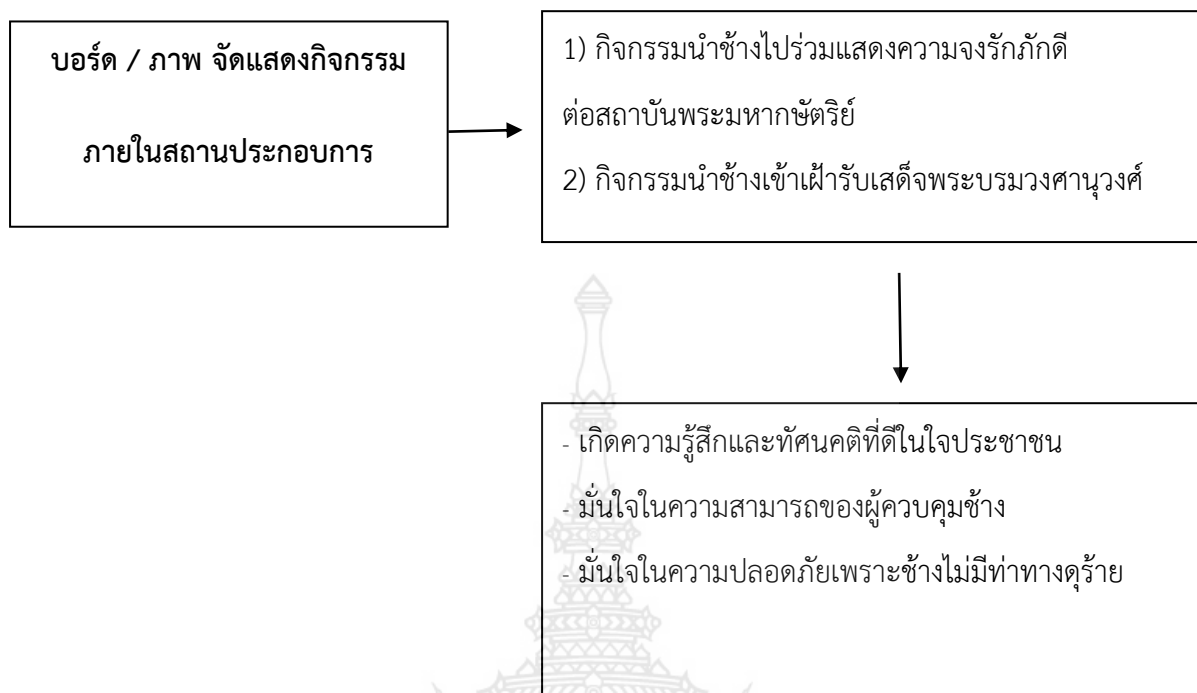 บอร์ด / ภาพ จัดแสดงกิจกรรม
ภายในสถานประกอบการ
1) กิจกรรมนำช้างไปร่วมแสดงความจงรักภักดี
ต่อสถาบันพระมหากษัตริย์
2) กิจกรรมนำช้างเข้าเฝ้ารับเสด็จพระบรมวงศานุวงศ์
- เกิดความรู้สึกและทัศนคติที่ดีในใจประชาชน
- มั่นใจในความสามารถของผู้ควบคุมช้าง
- มั่นใจในความปลอดภัยเพราะช้างไม่มีท่าทางดุร้าย